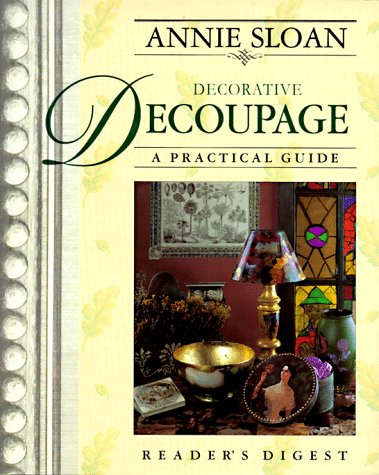 ANNIE SLOAN
DECORATIVE
DECOUPAGE
A PRACTICAL GUIDE
READER'S DIGEST